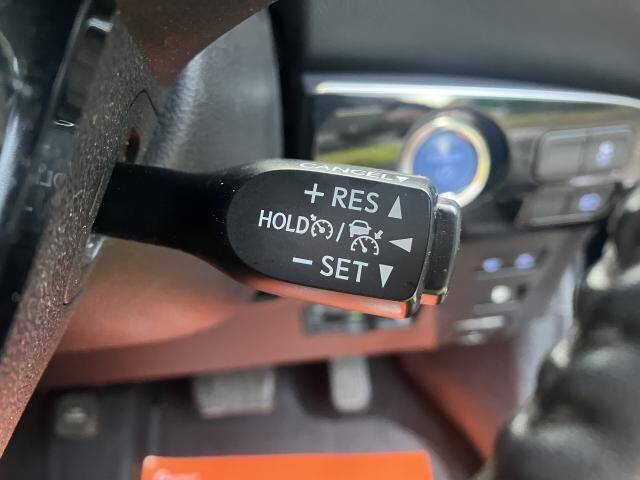 CANCEL
+ RES
HOLD /
− SET